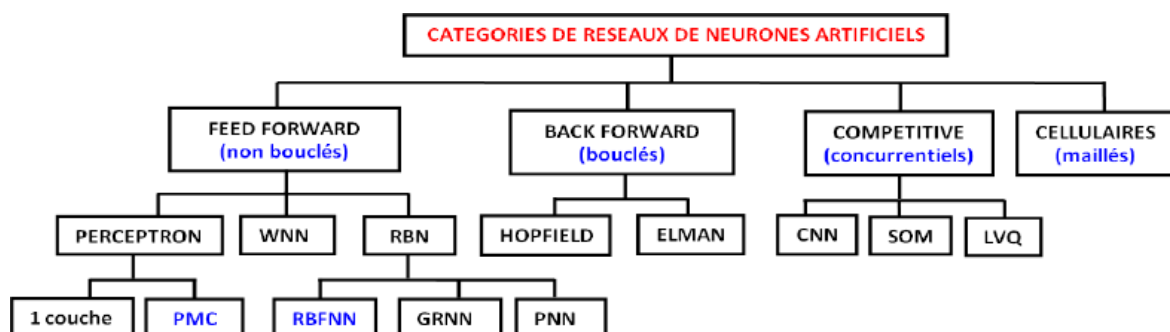 CATEGORIES DE RESEAUX DE NEURONES ARTIFICIELS
FEED FORWARD
(non bouclés)
BACK FORWARD
(bouclés)
COMPETITIVE
(concurrentiels)
CELLULAIRES
(maillés)
PERCEPTRON
WNN
RBN
HOPFIELD
ELMAN
CNN
SOM
LVQ
1 couche
PMC
RBFNN
GRNN
PNN